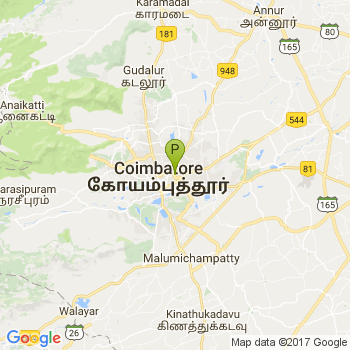 Karamadai
காரமடை
Annur
அன்னூர்
80
181
165
Gudalur
கூடலூர்
948
Anaikatti
ஆனைகட்டி
544
P
Coimbatore
கோயம்புத்தூர்
81
arasipuram
நரசீபுரம்
165
Malumichampatty
Walayar
Kinathukadavu
கிணத்துக்கடவு
26
Google
Map data ©2017 Google